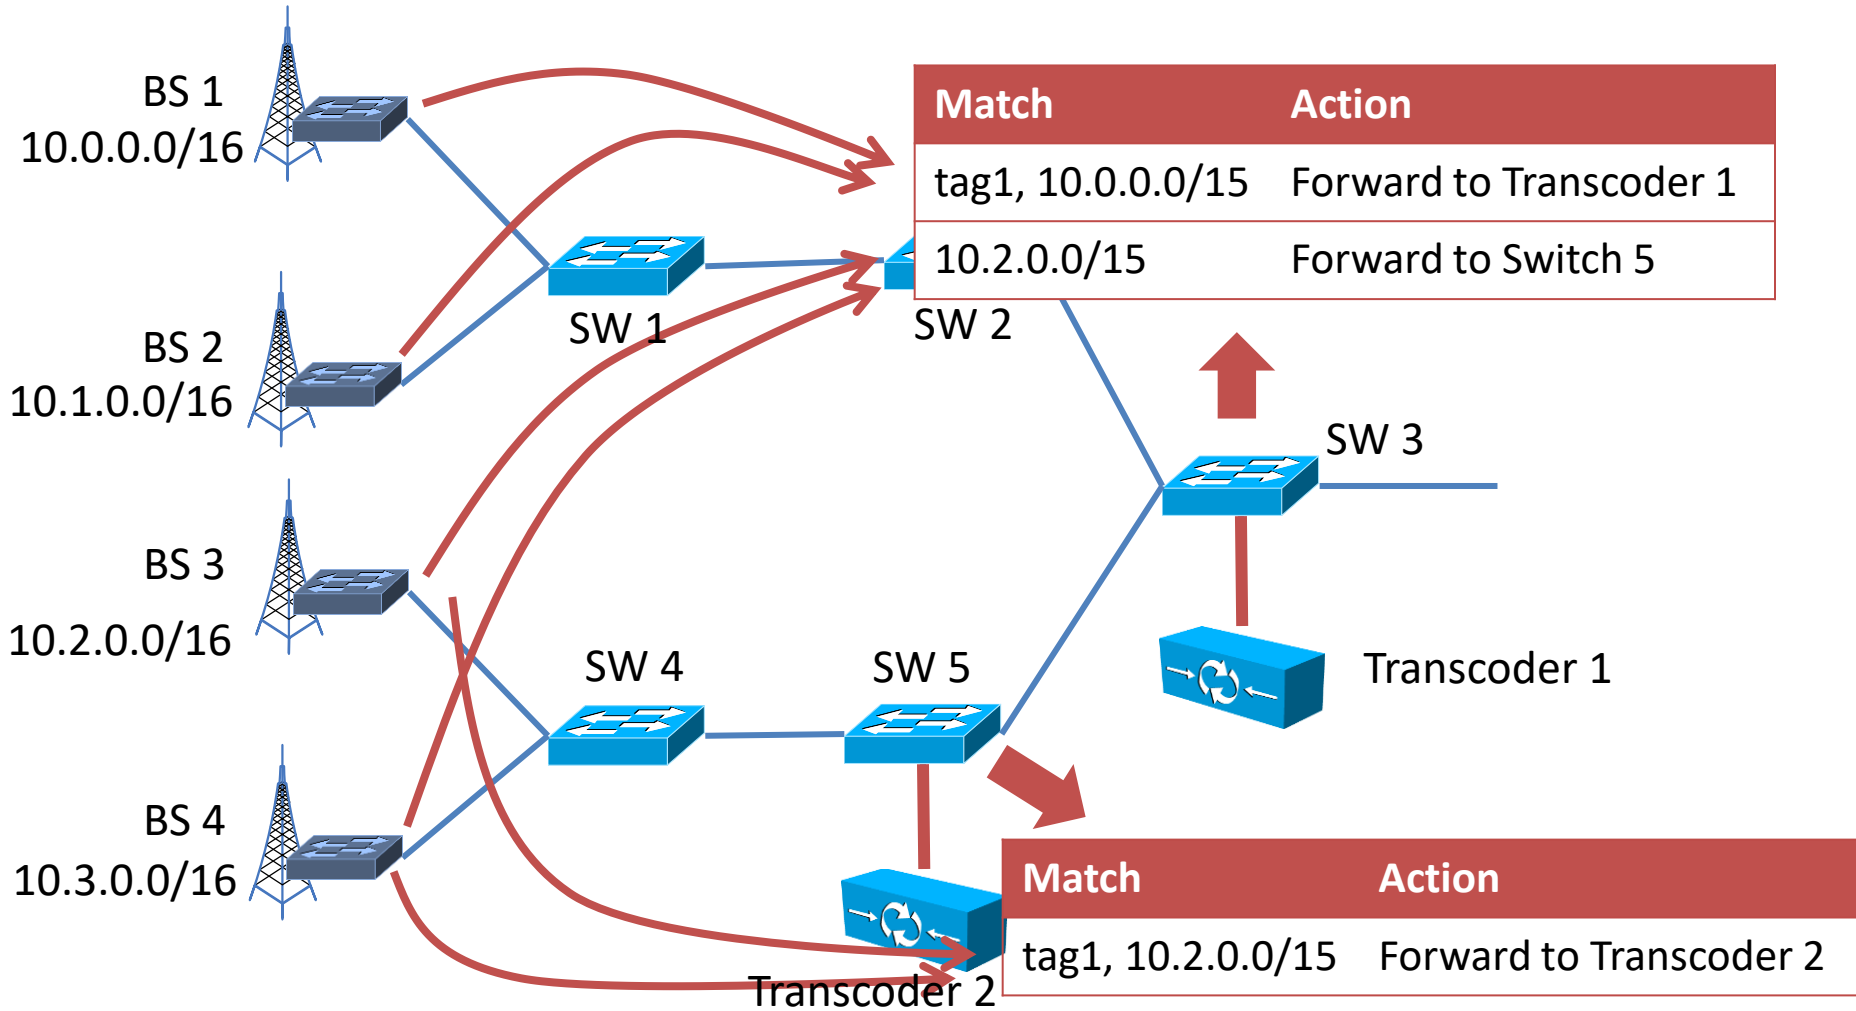 BS 1
10.0.0.0/16
Match Action
tag1, 10.0.0.0/15 Forward to Transcoder 1
10.2.0.0/15 Forward to Switch 5
SW 1
SW 2
BS 2
10.1.0.0/16
SW 3
BS 3
10.2.0.0/16
SW 4
SW 5
Transcoder 1
BS 4
10.3.0.0/16
Match Action
tag1, 10.2.0.0/15 Forward to Transcoder 2
Transcoder 2